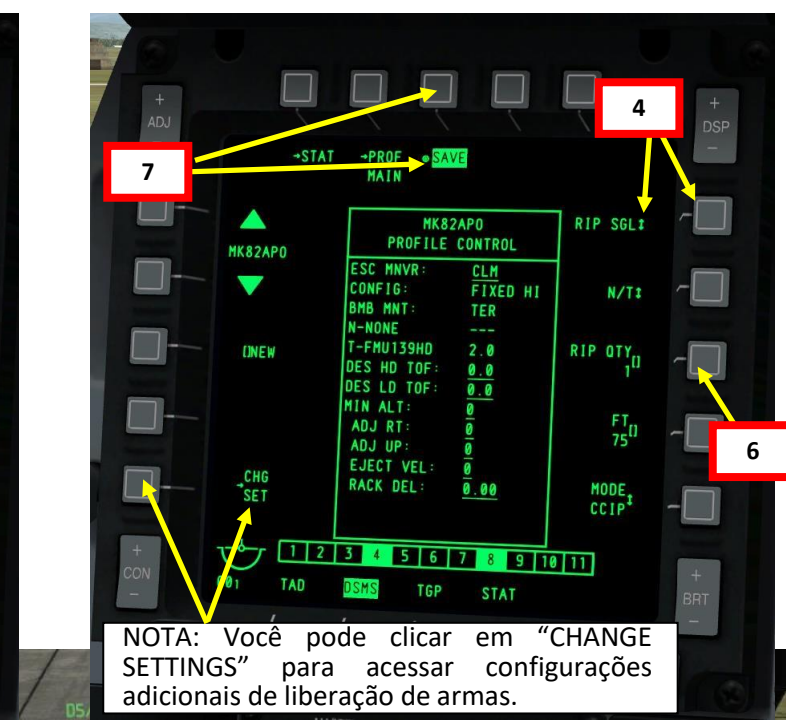 4
+
ADJ
+
DSP
–
7
→STAT
→PROF
MAIN
SAVE
MK82APO
MK82APO
PROFILE CONTROL
RIP SGL↕
ESC MNVR: CLM
CONFIG: FIXED HI
N/T↕
BMB MNT: TER
N-NONE ---
[]NEW
T-FMU139HD 2.0
RIP QTY[]
1
DES HD TOF: 0.0
DES LD TOF: 0.0
MIN ALT: 0
ADJ RT: 0
FT[]
75
6
ADJ UP: 0
EJECT VEL: 0
→CHG
SET
RACK DEL: 0.00
MODE↕
CCIP
+
CON
–
1 2 3 4 5 6 7 8 9 10 11
+
BRT
–
TAD DSMS TGP STAT
NOTA: Você pode clicar em “CHANGE
SETTINGS” para acessar configurações
adicionais de liberação de armas.